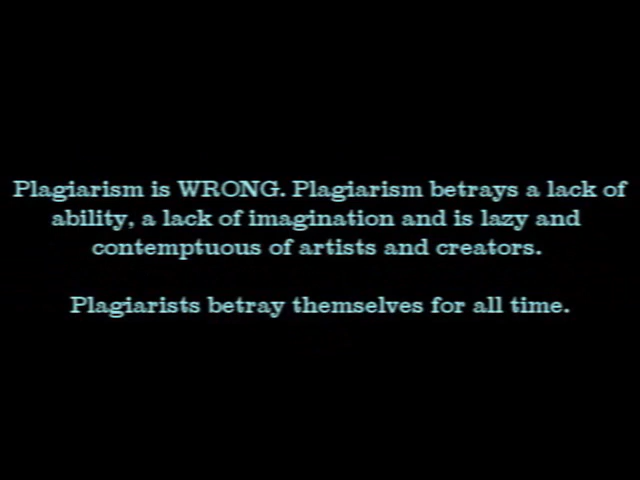 Plagiarism is WRONG. Plagiarism betrays a lack of
ability, a lack of imagination and is lazy and
contemptuous of artists and creators.
Plagiarists betray themselves for all time.